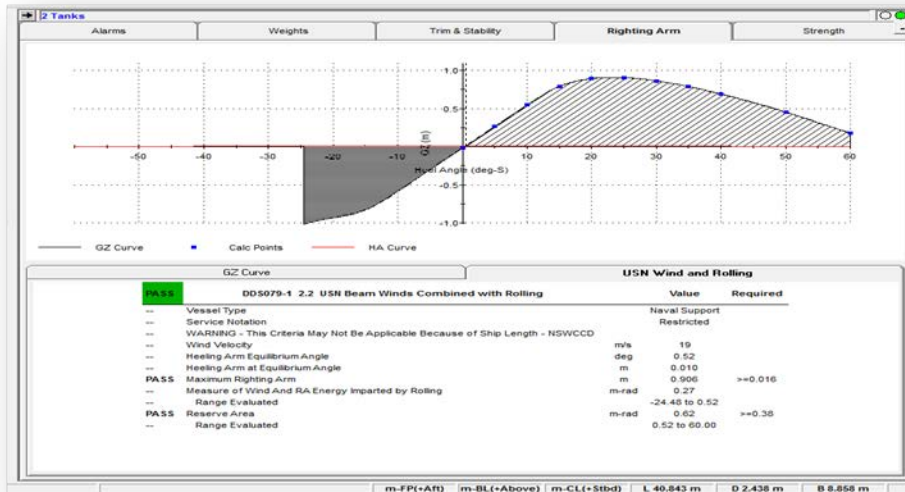 2 Tanks
Alarms Weights Trim & Stability Righting Arm Strength
1.0
0.5
-50 -40 -30 -20 -10 0 10 20 30 40 50 60
GZ (m)
Heel Angle (deg-S)
-0.5
-1.0
GZ Curve Calc Points HA Curve
GZ Curve USN Wind and Rolling
PASS DDS079-1 2.2 USN Beam Winds Combined with Rolling Value Required
-- Vessel Type Naval Support
-- Service Notation Restricted
-- WARNING - This Criteria May Not Be Applicable Because of Ship Length - NSWCCD
-- Wind Velocity m/s 19
-- Heeling Arm Equilibrium Angle deg 0.52
-- Heeling Arm at Equilibrium Angle m 0.010
PASS Maximum Righting Arm m 0.906 >=0.016
-- Measure of Wind And RA Energy Imparted by Rolling m-rad 0.27
-- Range Evaluated -24.48 to 0.52
PASS Reserve Area m-rad 0.62 >=0.38
-- Range Evaluated 0.52 to 60.00
m-FP(+Aft) m-BL(+Above) m-CL(+Stbd) L 40.843 m D 2.438 m B 8.858 m